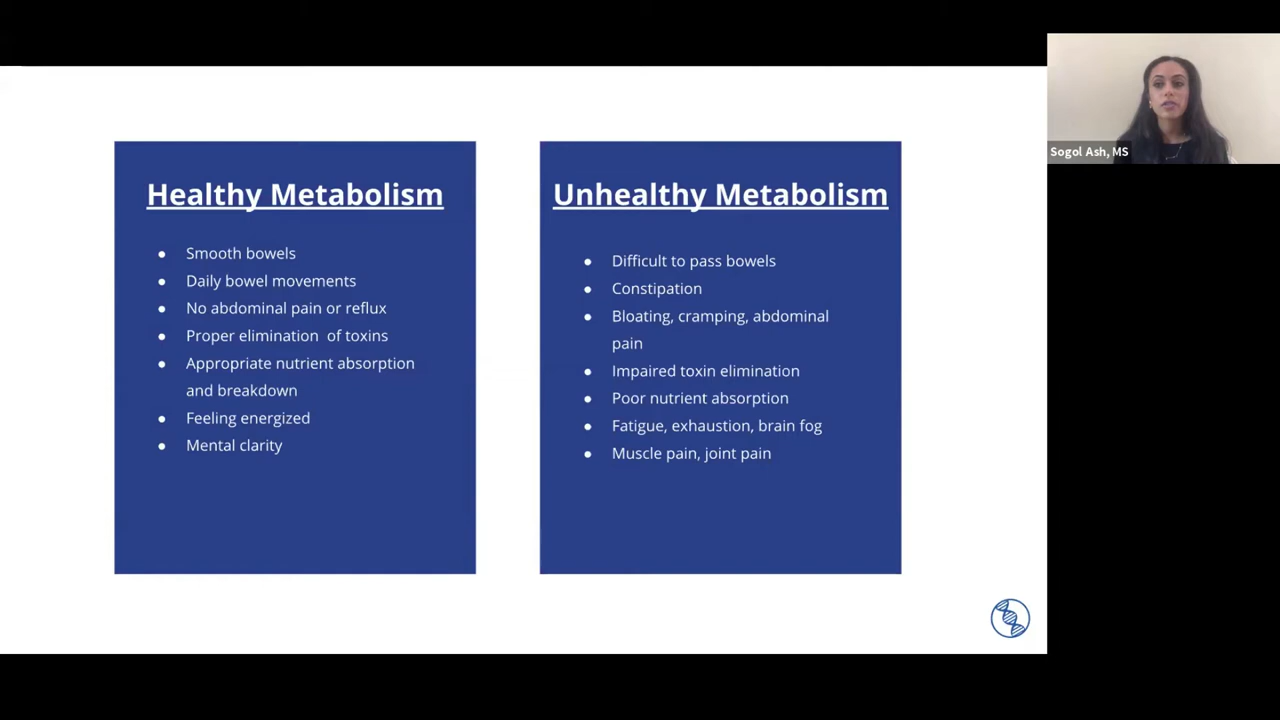 Healthy Metabolism
Smooth bowels
Daily bowel movements
No abdominal pain or reflux
Proper elimination of toxins
Appropriate nutrient absorption
and breakdown
Feeling energized
Mental clarity
Unhealthy Metabolism
Difficult to pass bowels
Constipation
Bloating, cramping, abdominal
pain
Impaired toxin elimination
Poor nutrient absorption
Fatigue, exhaustion, brain fog
Muscle pain, joint pain
Sogol Ash, MS